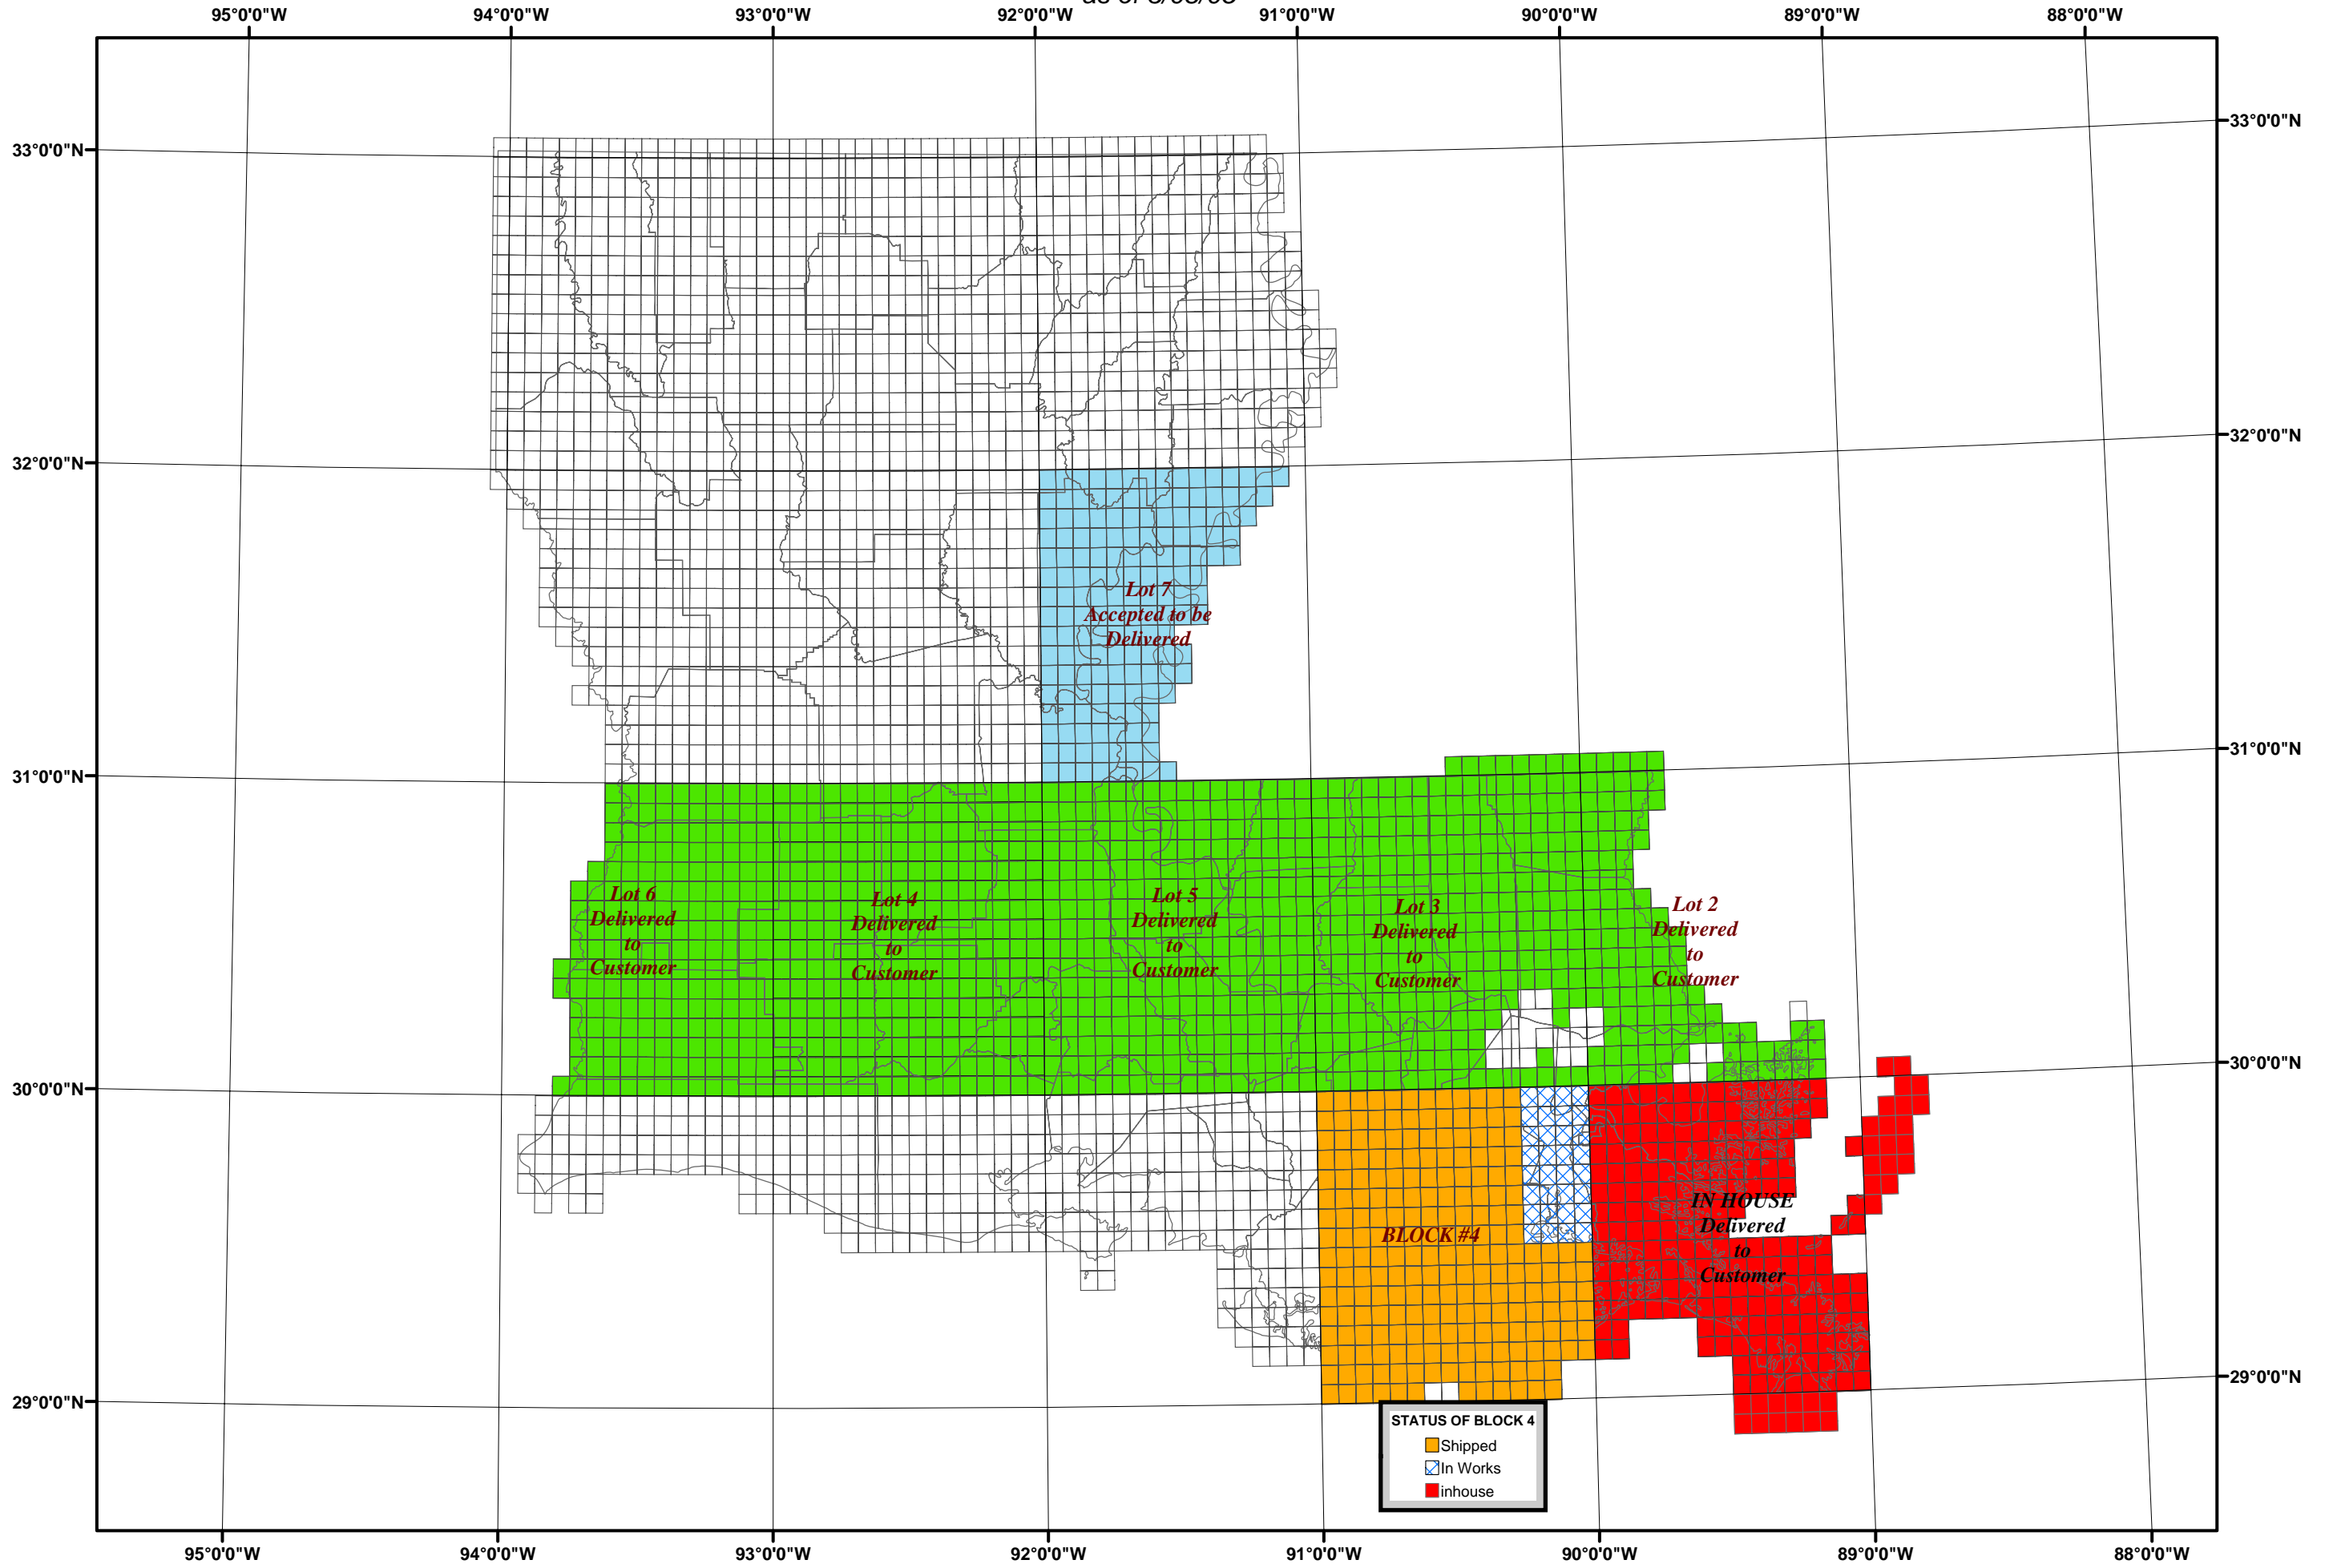 95°0'0"W 94°0'0"W 93°0'0"W 92°0'0"W 91°0'0"W 90°0'0"W 89°0'0"W 88°0'0"W
33°0'0"N 33°0'0"N
32°0'0"N 32°0'0"N
Lot 7
Accepted to be
Delivered
31°0'0"N 31°0'0"N
Lot 6
Delivered
to
Customer
Lot 4
Delivered
to
Customer
Lot 5
Delivered
to
Customer
Lot 3
Delivered
to
Customer
Lot 2
Delivered
to
Customer
30°0'0"N 30°0'0"N
BLOCK #4
IN HOUSE
Delivered
to
Customer
29°0'0"N 29°0'0"N
STATUS OF BLOCK 4
Shipped
In Works
inhouse
95°0'0"W 94°0'0"W 93°0'0"W 92°0'0"W 91°0'0"W 90°0'0"W 89°0'0"W 88°0'0"W